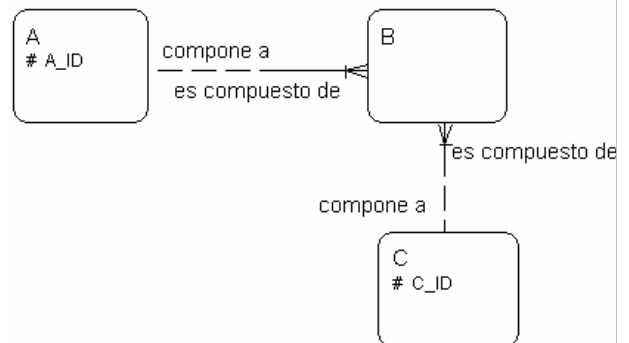 A
# A_ID
compone a
es compuesto de
B
es compuesto de
compone a
C
# C_ID